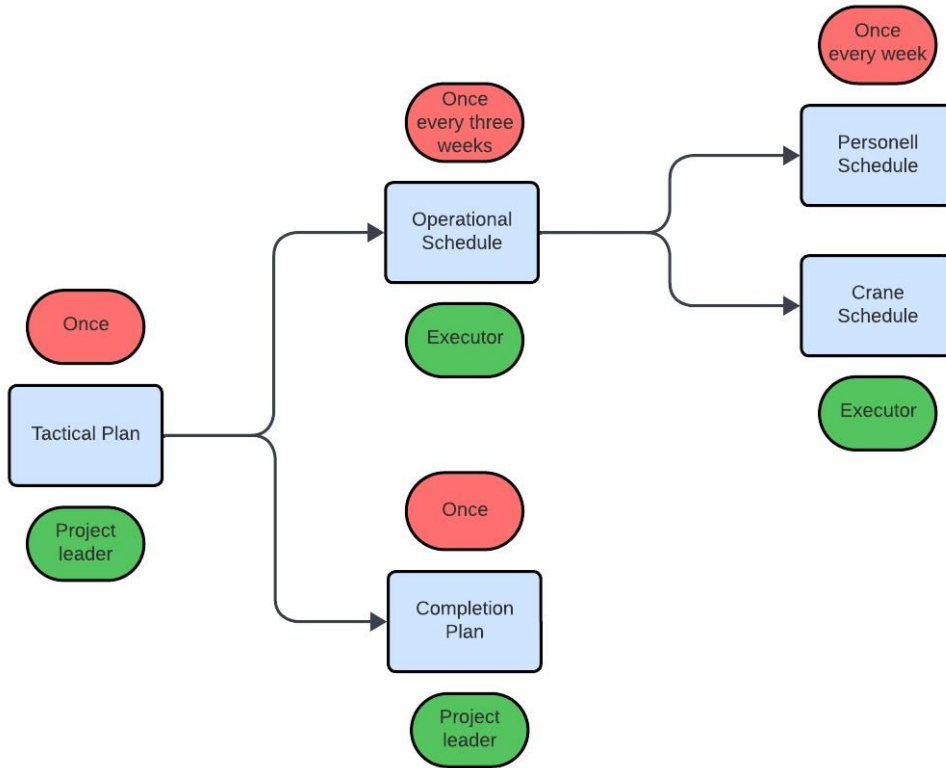 Once
every week
Personell
Schedule
Once
every three
weeks
Operational
Schedule
Executor
Crane
Schedule
Executor
Once
Tactical Plan
Project
leader
Once
Completion
Plan
Project
leader